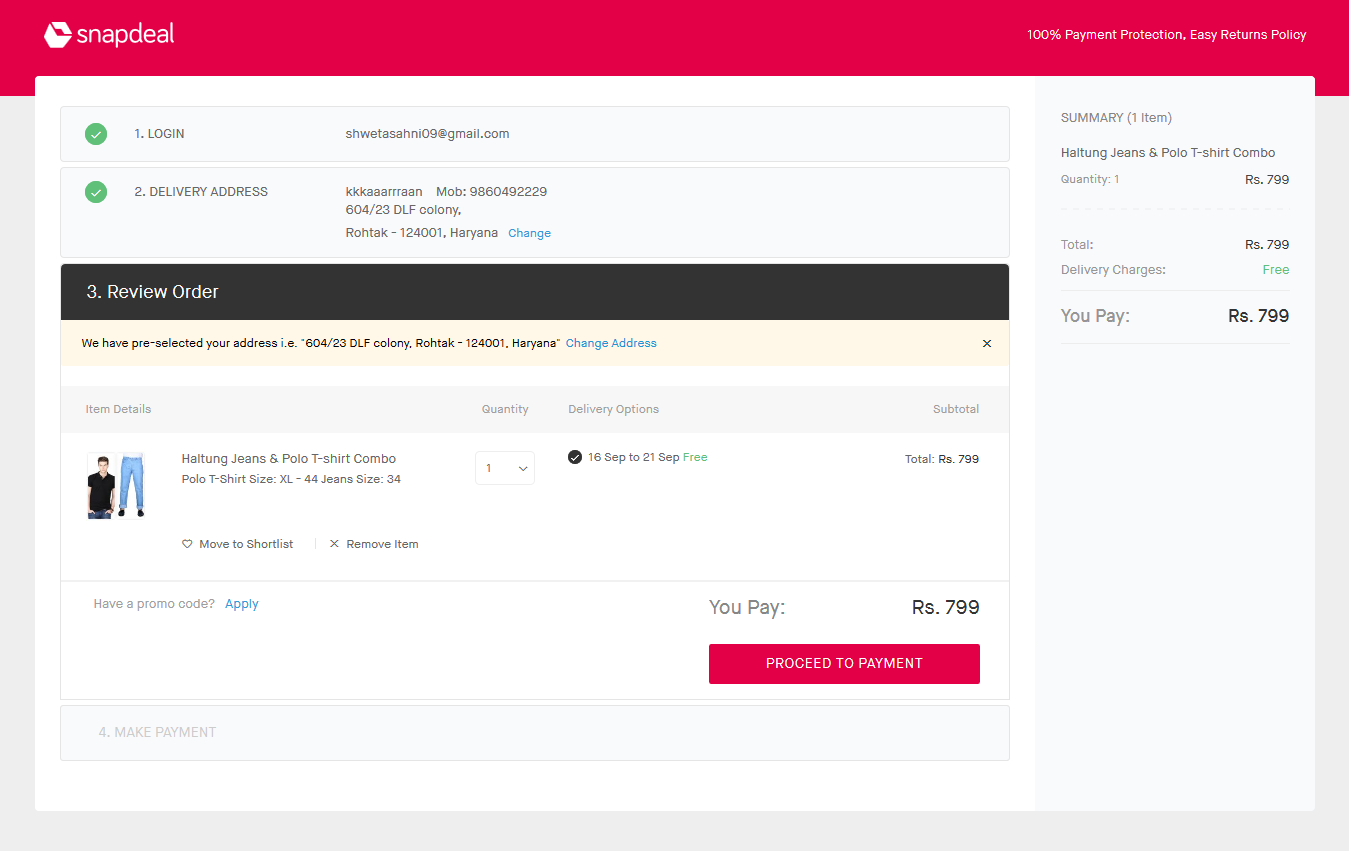 snapdeal
100% Payment Protection, Easy Returns Policy
1. LOGIN
shwetasahni09@gmail.com
2. DELIVERY ADDRESS
kkkaaarrraan Mob: 9860492229
604/23 DLF colony,
Rohtak - 124001, Haryana Change
3. Review Order
We have pre-selected your address i.e. "604/23 DLF colony, Rohtak - 124001, Haryana" Change Address
Item Details Quantity Delivery Options Subtotal
Haltung Jeans & Polo T-shirt Combo
Polo T-Shirt Size: XL - 44 Jeans Size: 34
1
16 Sep to 21 Sep Free
Total: Rs. 799
Move to Shortlist
Remove Item
Have a promo code? Apply
You Pay: Rs. 799
PROCEED TO PAYMENT
4. MAKE PAYMENT
SUMMARY (1 Item)
Haltung Jeans & Polo T-shirt Combo
Quantity: 1 Rs. 799
Total: Rs. 799
Delivery Charges: Free
You Pay: Rs. 799